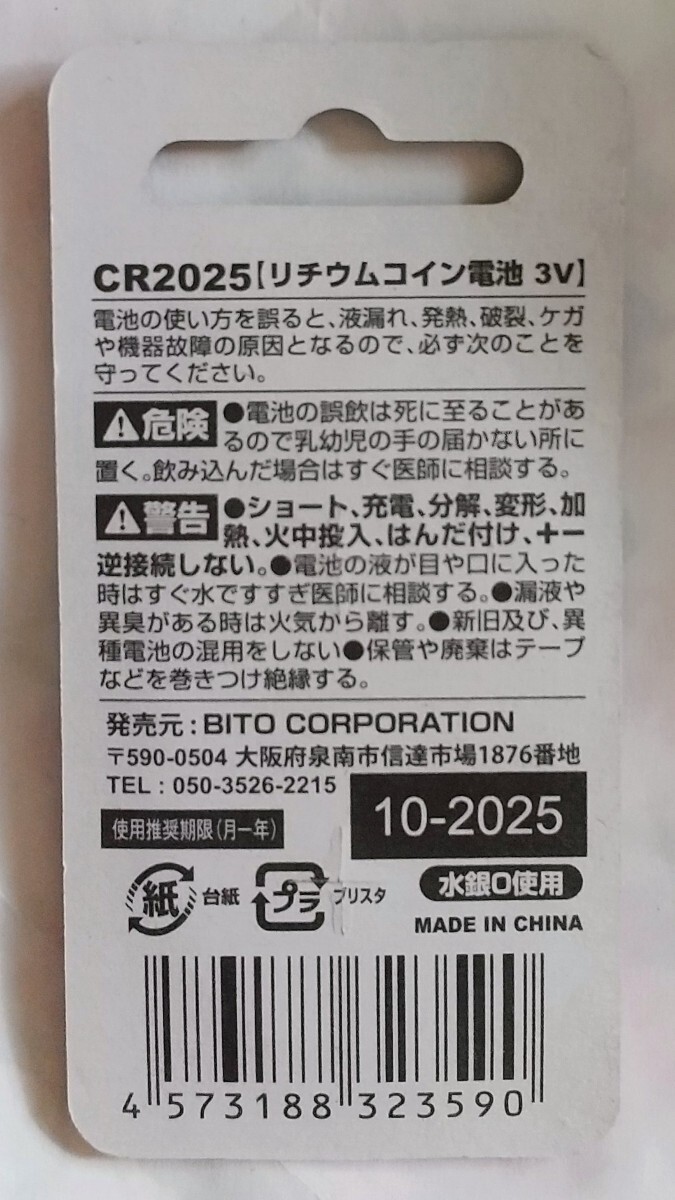 CR2025【リチウムコイン電池 3V】
電池の使い方を誤ると、液漏れ、発熱、破裂、ケガ
や機器故障の原因となるので、必ず次のことを
守ってください。
危険 ●電池の誤飲は死に至ることがあ
るので乳幼児の手の届かない所に
置く。飲み込んだ場合はすぐ医師に相談する。
警告 ●ショート、充電、分解、変形、加
熱、火中投入、はんだ付け、＋−
逆接続しない。●電池の液が目や口に入った
時はすぐ水ですすぎ医師に相談する。●漏液や
異臭がある時は火気から離す。●新旧及び、異
種電池の混用をしない●保管や廃棄はテープ
などを巻きつけ絶縁する。
発売元：BITO CORPORATION
〒590-0504 大阪府泉南市信達市場1876番地
TEL：050-3526-2215
使用推奨期限（月ー年） 10-2025
紙 台紙 プラ ブリスタ 水銀0使用
MADE IN CHINA
4 573188 323590